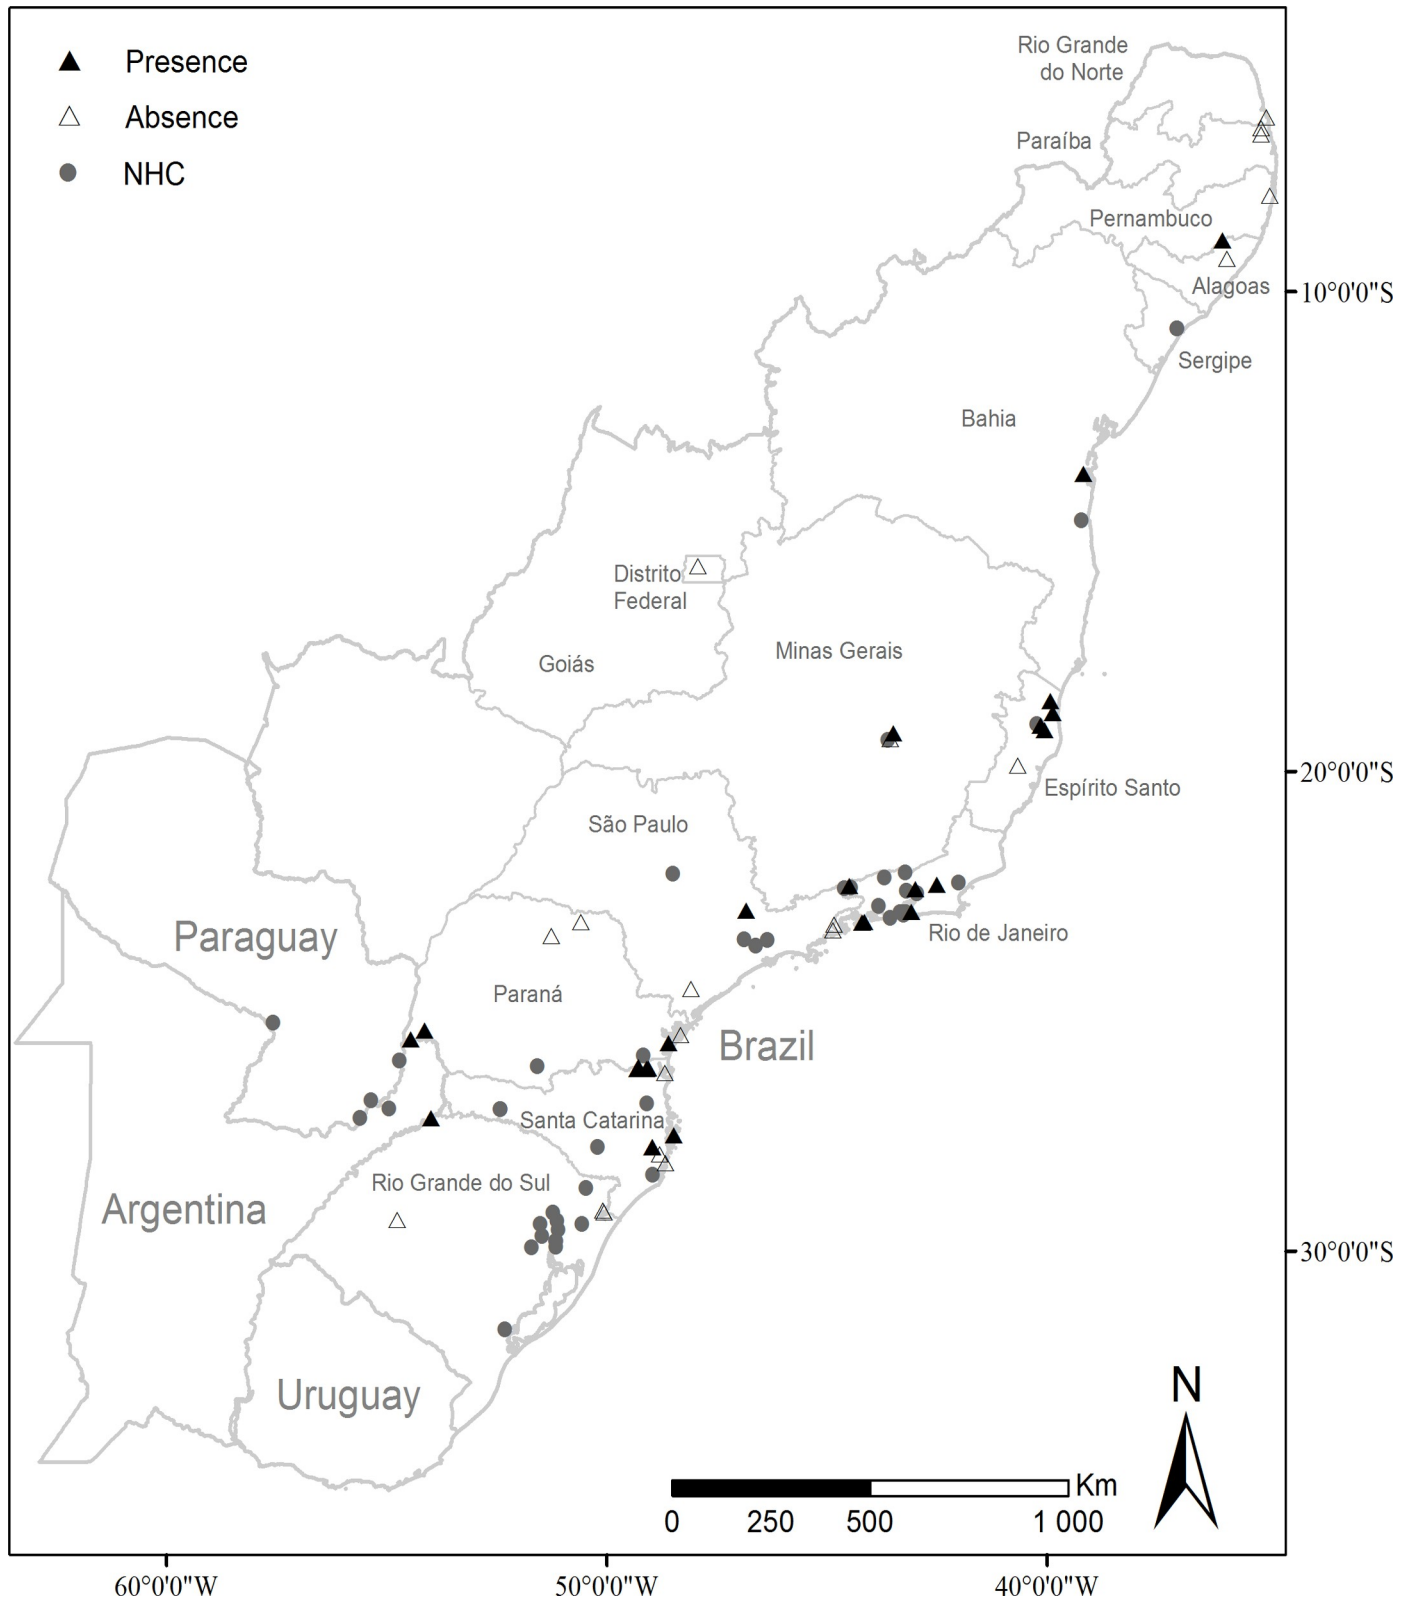 Presence
Absence
NHC
Rio Grande
do Norte
Paraíba
Pernambuco
Alagoas
10°0'0"S
Sergipe
Bahia
Distrito
Federal
Goiás
Minas Gerais
20°0'0"S
Espírito Santo
São Paulo
Paraguay
Rio de Janeiro
Paraná
Brazil
Santa Catarina
Rio Grande do Sul
Argentina
30°0'0"S
Uruguay
N
Km
0 250 500 1 000
60°0'0"W 50°0'0"W 40°0'0"W